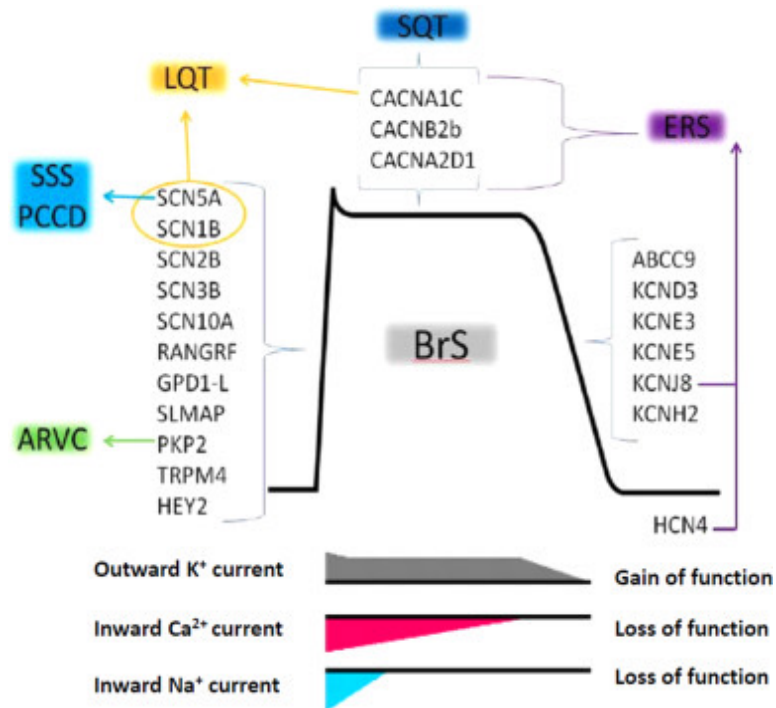 SQT
LQT
CACNA1C
CACNB2b
CACNA2D1
ERS
SSS
PCCD
SCN5A
SCN1B
SCN2B
SCN3B
SCN10A
RANGRF
GPD1-L
SLMAP
PKP2
TRPM4
HEY2
ARVC
BrS
ABCC9
KCND3
KCNE3
KCNE5
KCNJ8
KCNH2
HCN4
Outward K⁺ current
Gain of function
Inward Ca²⁺ current
Loss of function
Inward Na⁺ current
Loss of function